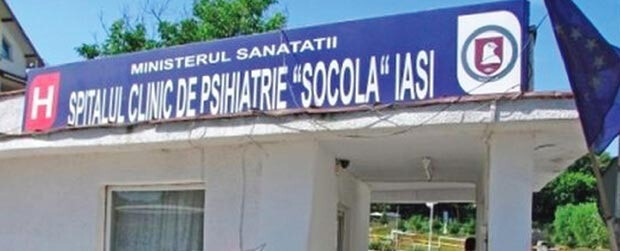 MINISTERUL SANATATII
H
SPITALUL CLINIC DE PSIHIATRIE "SOCOLA" IASI